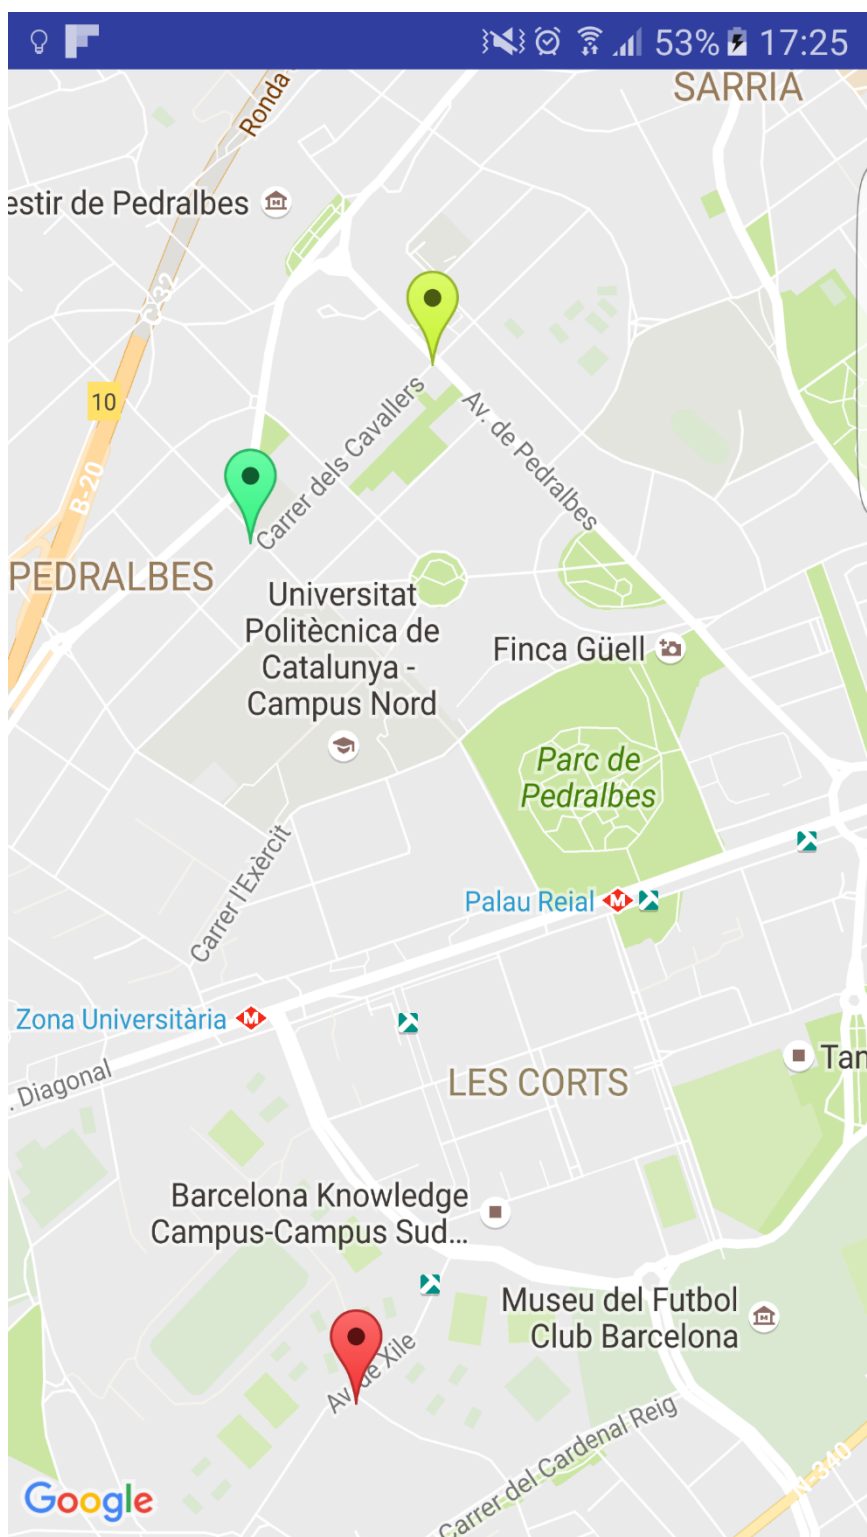 53% 17:25
SARRIA
Ronda
estir de Pedralbes
C-32
10
Carrer dels Cavallers
Av. de Pedralbes
B-20
PEDRALBES
Universitat
Politècnica de
Catalunya -
Campus Nord
Finca Güell
Parc de
Pedralbes
Carrer l'Exèrcit
Palau Reial
Zona Universitària
. Diagonal
Tan
LES CORTS
Barcelona Knowledge
Campus-Campus Sud...
Museu del Futbol
Club Barcelona
Av. de Xile
Carrer del Cardenal Reig
N-340
Google